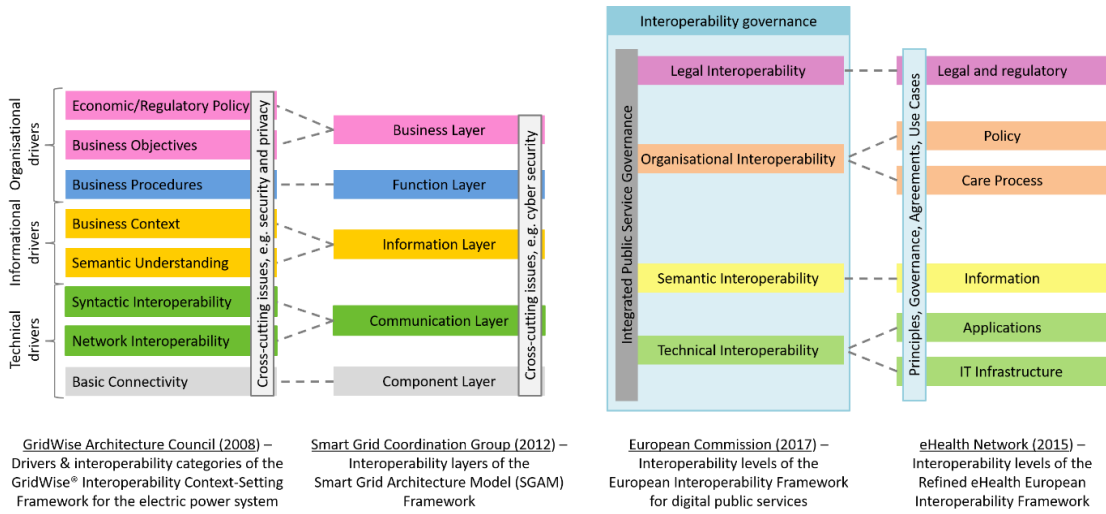 Organisational
drivers
Informational
drivers
Technical
drivers
Economic/Regulatory Policy
Business Objectives
Business Procedures
Business Context
Semantic Understanding
Syntactic Interoperability
Network Interoperability
Basic Connectivity
Cross-cutting issues, e.g. security and privacy
Business Layer
Function Layer
Information Layer
Communication Layer
Component Layer
Cross-cutting issues, e.g. cyber security
Interoperability governance
Integrated Public Service Governance
Legal Interoperability
Organisational Interoperability
Semantic Interoperability
Technical Interoperability
Principles, Governance, Agreements, Use Cases
Legal and regulatory
Policy
Care Process
Information
Applications
IT Infrastructure
GridWise Architecture Council (2008) –
Drivers & interoperability categories of the
GridWise® Interoperability Context-Setting
Framework for the electric power system
Smart Grid Coordination Group (2012) –
Interoperability layers of the
Smart Grid Architecture Model (SGAM)
Framework
European Commission (2017) –
Interoperability levels of the
European Interoperability Framework
for digital public services
eHealth Network (2015) –
Interoperability levels of the
Refined eHealth European
Interoperability Framework